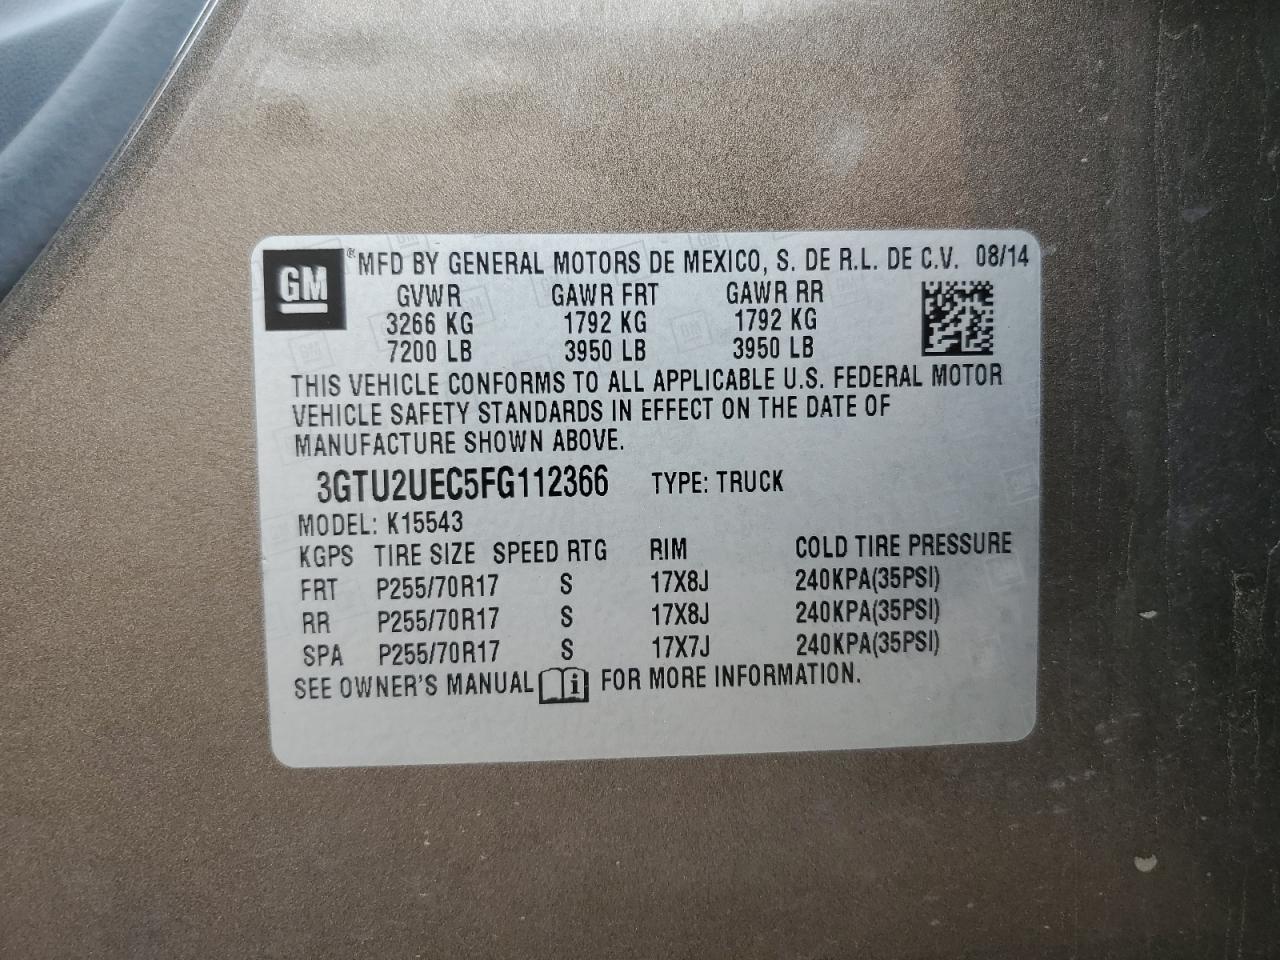 GM ® MFD BY GENERAL MOTORS DE MEXICO, S. DE R.L. DE C.V. 08/14
GVWR GAWR FRT GAWR RR
3266 KG 1792 KG 1792 KG
7200 LB 3950 LB 3950 LB
THIS VEHICLE CONFORMS TO ALL APPLICABLE U.S. FEDERAL MOTOR
VEHICLE SAFETY STANDARDS IN EFFECT ON THE DATE OF
MANUFACTURE SHOWN ABOVE.
3GTU2UEC5FG112366 TYPE: TRUCK
MODEL: K15543
KGPS TIRE SIZE SPEED RTG RIM COLD TIRE PRESSURE
FRT P255/70R17 S 17X8J 240KPA(35PSI)
RR P255/70R17 S 17X8J 240KPA(35PSI)
SPA P255/70R17 S 17X7J 240KPA(35PSI)
SEE OWNER'S MANUAL i FOR MORE INFORMATION.